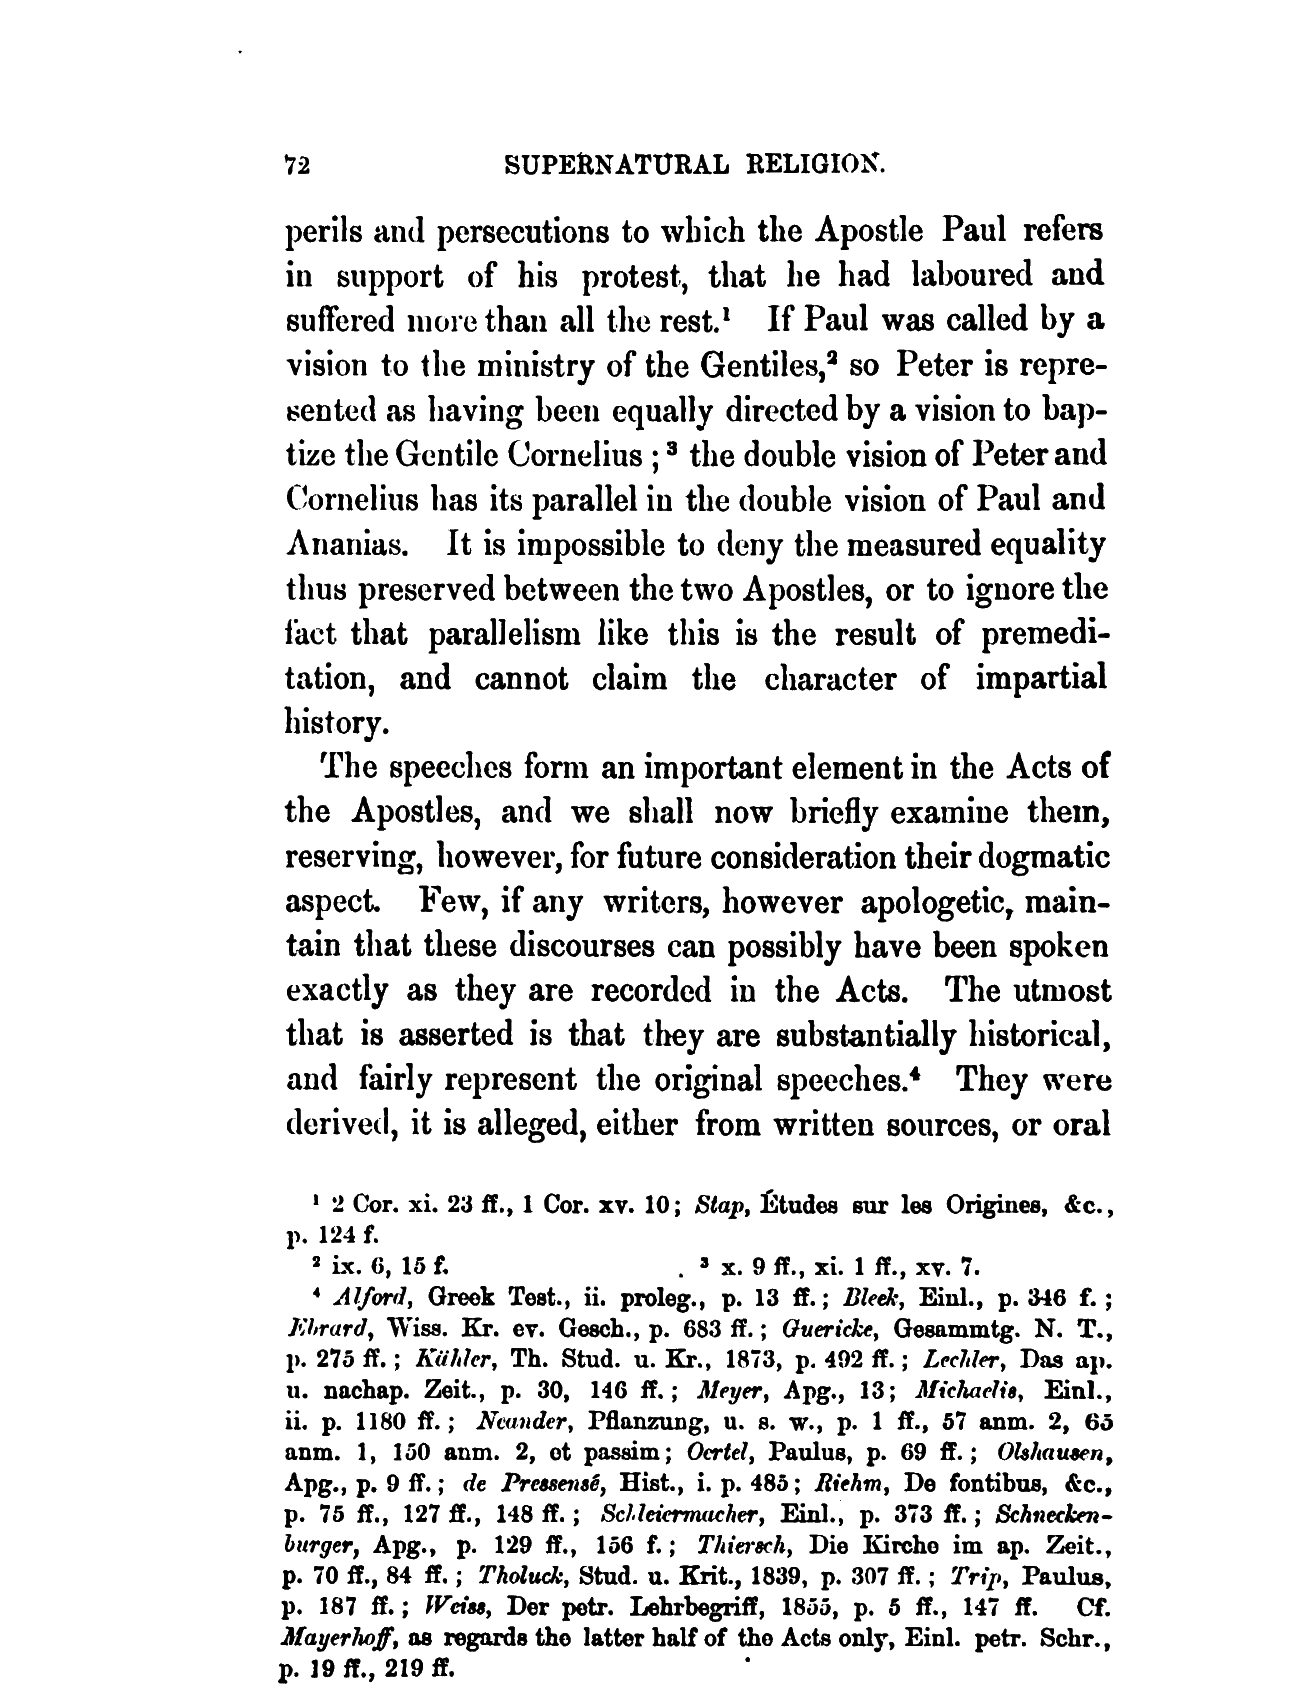 72 SUPERNATURAL RELIGION.
perils and persecutions to which the Apostle Paul refers
in support of his protest, that he had laboured and
suffered more than all the rest.¹ If Paul was called by a
vision to the ministry of the Gentiles,² so Peter is repre-
sented as having been equally directed by a vision to bap-
tize the Gentile Cornelius ; ³ the double vision of Peter and
Cornelius has its parallel in the double vision of Paul and
Ananias. It is impossible to deny the measured equality
thus preserved between the two Apostles, or to ignore the
fact that parallelism like this is the result of premedi-
tation, and cannot claim the character of impartial
history.
The speeches form an important element in the Acts of
the Apostles, and we shall now briefly examine them,
reserving, however, for future consideration their dogmatic
aspect. Few, if any writers, however apologetic, main-
tain that these discourses can possibly have been spoken
exactly as they are recorded in the Acts. The utmost
that is asserted is that they are substantially historical,
and fairly represent the original speeches.⁴ They were
derived, it is alleged, either from written sources, or oral
¹ 2 Cor. xi. 23 ff., 1 Cor. xv. 10; Stap, Études sur les Origines, &c.,
p. 124 f.
² ix. 6, 15 f. ³ x. 9 ff., xi. 1 ff., xv. 7.
⁴ Alford, Greek Test., ii. proleg., p. 13 ff. ; Bleek, Einl., p. 346 f. ;
Ebrard, Wiss. Kr. ev. Gesch., p. 683 ff. ; Guericke, Gesammtg. N. T.,
p. 275 ff. ; Kähler, Th. Stud. u. Kr., 1873, p. 492 ff. ; Lechler, Das ap.
u. nachap. Zeit., p. 30, 146 ff. ; Meyer, Apg., 13; Michaelis, Einl.,
ii. p. 1180 ff. ; Neander, Pflanzung, u. s. w., p. 1 ff., 57 anm. 2, 65
anm. 1, 150 anm. 2, et passim; Oertel, Paulus, p. 69 ff. ; Olshausen,
Apg., p. 9 ff. ; de Pressensé, Hist., i. p. 485; Riehm, De fontibus, &c.,
p. 75 ff., 127 ff., 148 ff. ; Schleiermacher, Einl., p. 373 ff. ; Schnecken-
burger, Apg., p. 129 ff., 156 f. ; Thiersch, Die Kirche im ap. Zeit.,
p. 70 ff., 84 ff. ; Tholuck, Stud. u. Krit., 1839, p. 307 ff. ; Trip, Paulus,
p. 187 ff. ; Weiss, Der petr. Lehrbegriff, 1855, p. 5 ff., 147 ff. Cf.
Mayerhoff, as regards the latter half of the Acts only, Einl. petr. Schr.,
p. 19 ff., 219 ff.